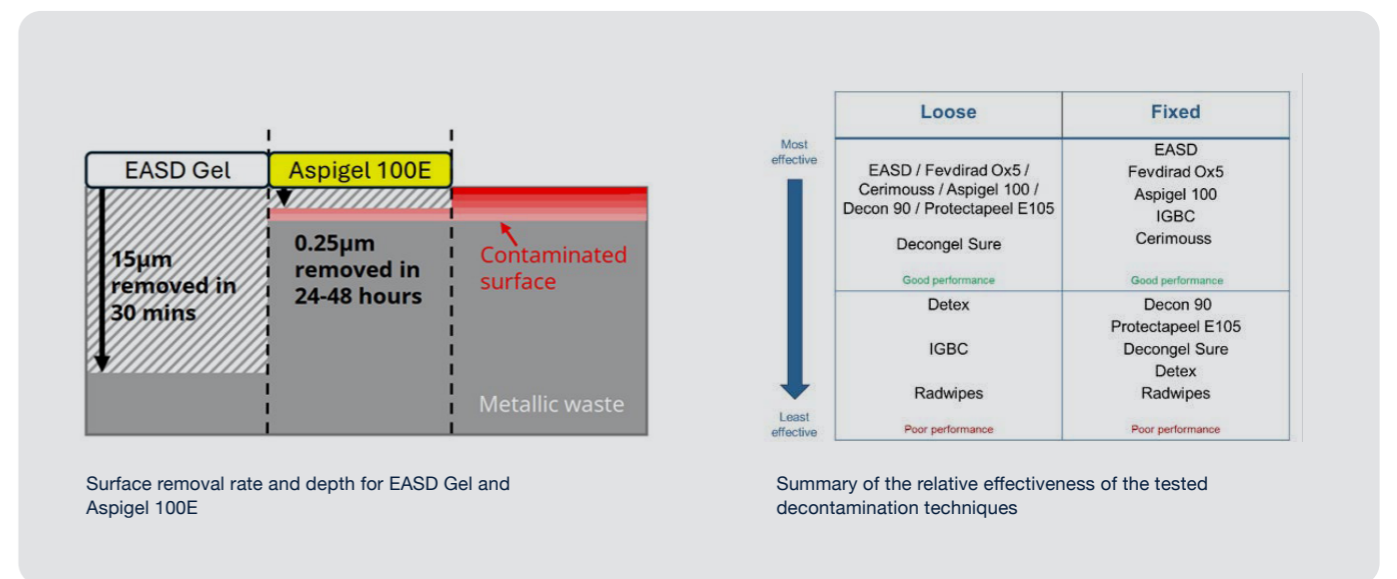 EASD Gel
Aspigel 100E
15µm
removed in
30 mins
0.25µm
removed in
24-48 hours
Contaminated
surface
Metallic waste
Surface removal rate and depth for EASD Gel and
Aspigel 100E
Most
effective
Least
effective
Loose
EASD / Fevdirad Ox5 /
Cerimouss / Aspigel 100 /
Decon 90 / Protectapeel E105
Decongel Sure
Good performance
Detex
IGBC
Radwipes
Poor performance
Fixed
EASD
Fevdirad Ox5
Aspigel 100
IGBC
Cerimouss
Good performance
Decon 90
Protectapeel E105
Decongel Sure
Detex
Radwipes
Poor performance
Summary of the relative effectiveness of the tested
decontamination techniques